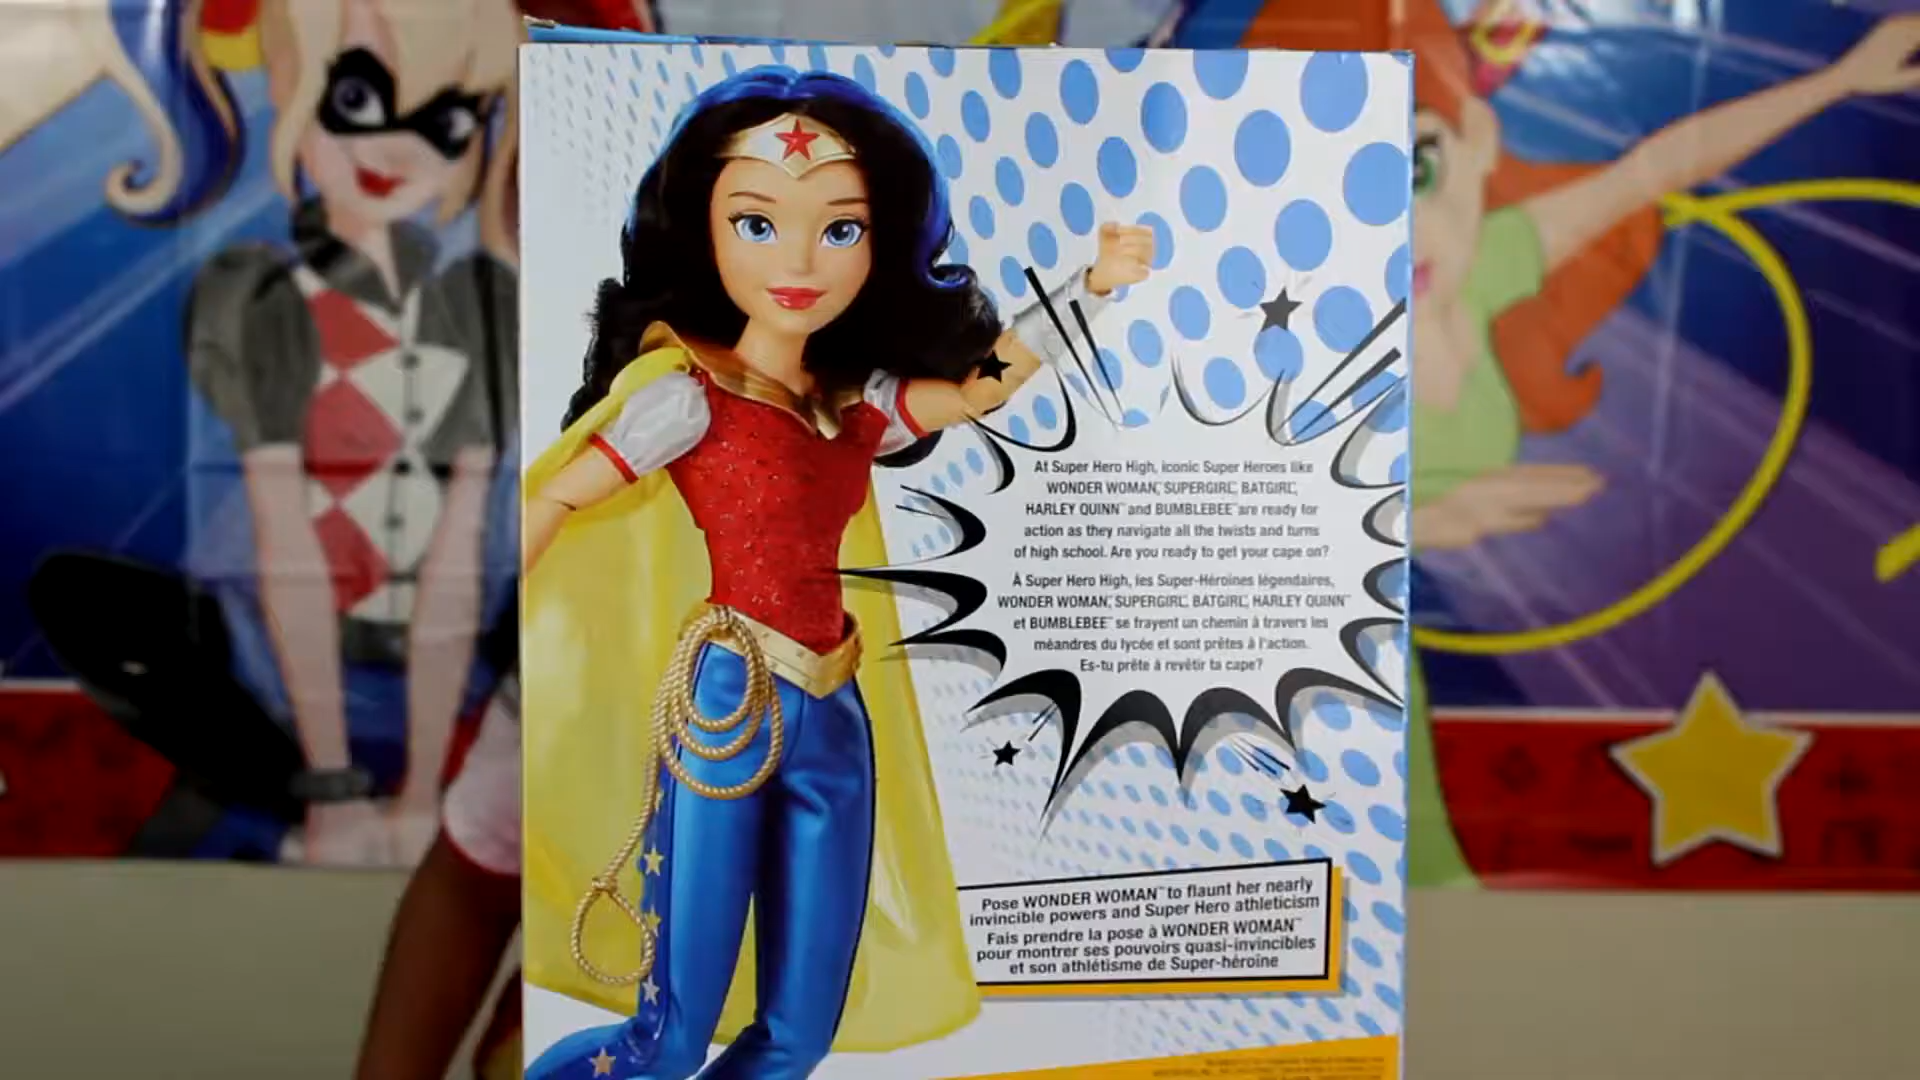 At Super Hero High, iconic Super Heroes like
WONDER WOMAN™, SUPERGIRL™, BATGIRL™,
HARLEY QUINN™ and BUMBLEBEE™ are ready for
action as they navigate all the twists and turns
of high school. Are you ready to get your cape on?
À Super Hero High, les Super-Héroïnes légendaires,
WONDER WOMAN™, SUPERGIRL™, BATGIRL™, HARLEY QUINN™
et BUMBLEBEE™ se frayent un chemin à travers les
méandres du lycée et sont prêtes à l'action.
Es-tu prête à revêtir ta cape?
Pose WONDER WOMAN™ to flaunt her nearly
invincible powers and Super Hero athleticism
Fais prendre la pose à WONDER WOMAN™
pour montrer ses pouvoirs quasi-invincibles
et son athlétisme de Super-héroïne